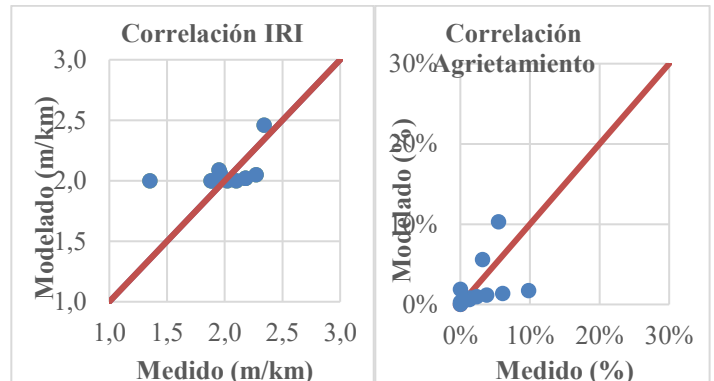 Correlación IRI
3,0
2,5
2,0
1,5
1,0
1,0 1,5 2,0 2,5 3,0
Modelado (m/km)
Medido (m/km)
Correlación
Agrietamiento
30%
20%
10%
0%
0% 10% 20% 30%
Modelado (%)
Medido (%)